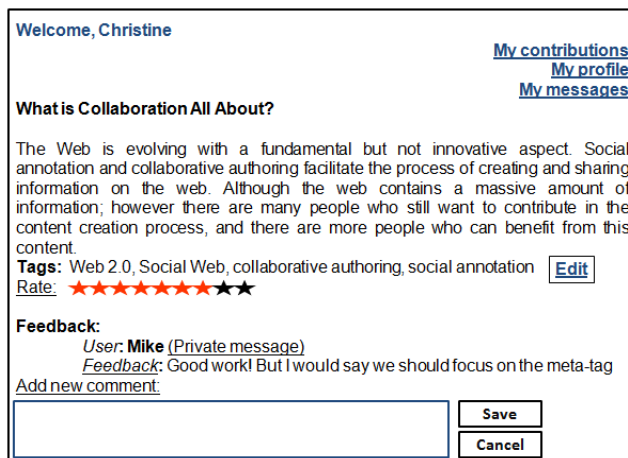 Welcome, Christine
My contributions
My profile
My messages
What is Collaboration All About?
The Web is evolving with a fundamental but not innovative aspect. Social
annotation and collaborative authoring facilitate the process of creating and sharing
information on the web. Although the web contains a massive amount of
information; however there are many people who still want to contribute in the
content creation process, and there are more people who can benefit from this
content.
Tags: Web 2.0, Social Web, collaborative authoring, social annotation Edit
Rate:
Feedback:
User: Mike (Private message)
Feedback: Good work! But I would say we should focus on the meta-tag
Add new comment:
Save
Cancel